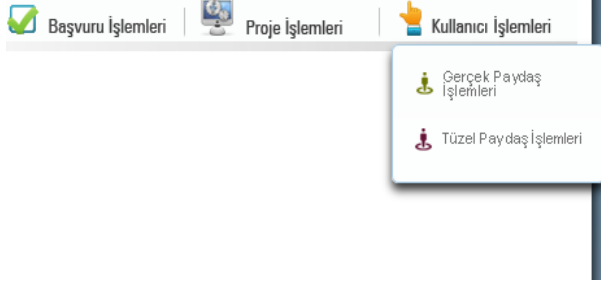 Başvuru İşlemleri
Proje İşlemleri
Kullanıcı İşlemleri
Gerçek Paydaş
İşlemleri
Tüzel Paydaş İşlemleri